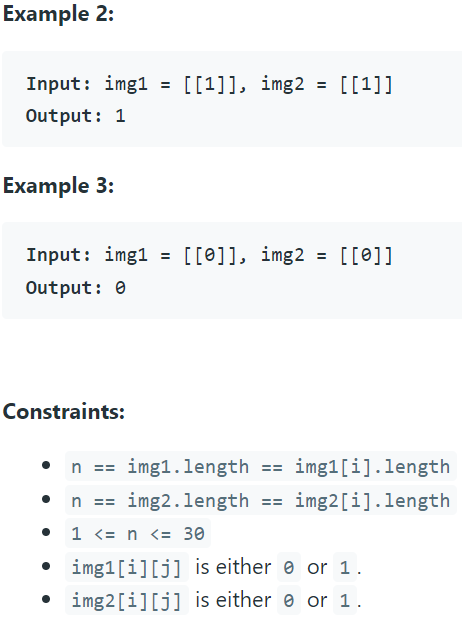 Example 2:
Input: img1 = [[1]], img2 = [[1]]
Output: 1
Example 3:
Input: img1 = [[0]], img2 = [[0]]
Output: 0
Constraints:
• n == img1.length == img1[i].length
• n == img2.length == img2[i].length
• 1 <= n <= 30
• img1[i][j] is either 0 or 1.
• img2[i][j] is either 0 or 1.